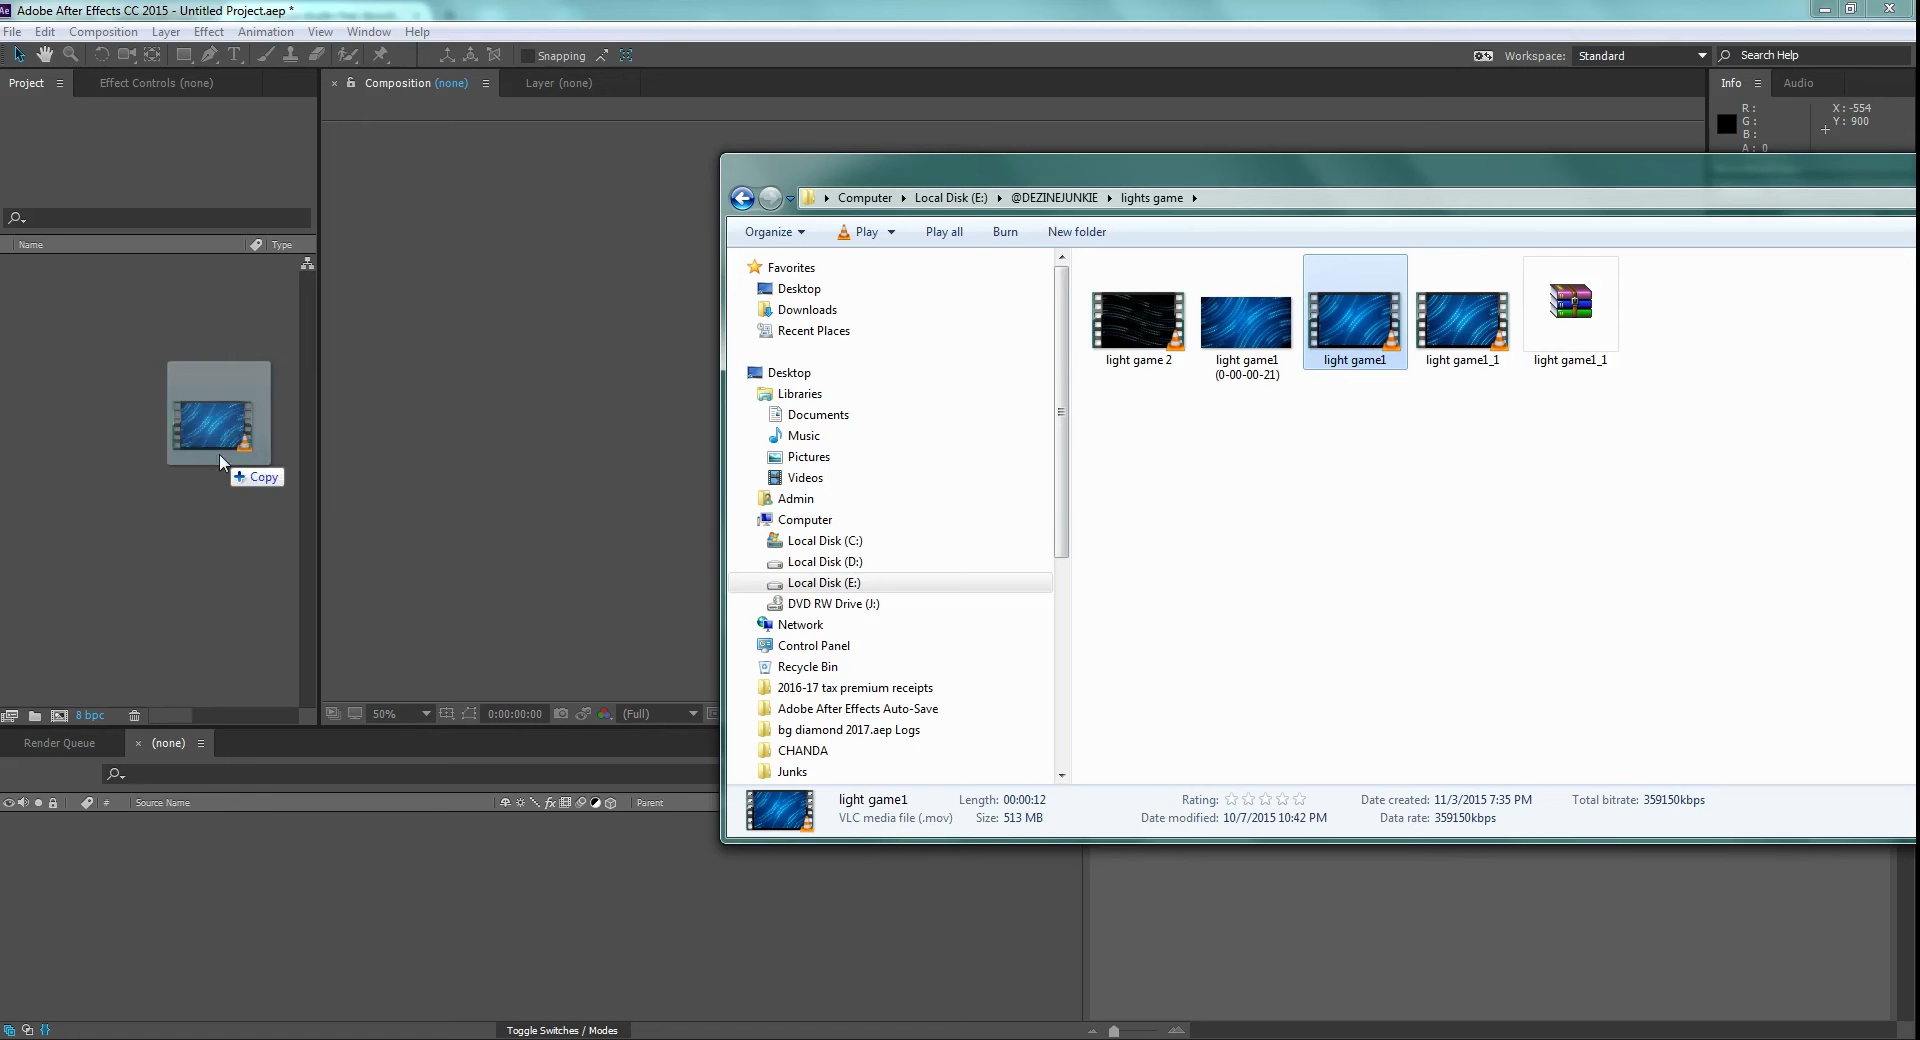 Adobe After Effects CC 2015 - Untitled Project.aep *
File Edit Composition Layer Effect Animation View Window Help
Snapping
Workspace: Standard
Search Help
Project
Effect Controls (none)
Composition (none)
Layer (none)
Info
Audio
R :
G :
B :
A : 0
X : -554
Y : 900
Name
Type
Copy
8 bpc
50%
0:00:00:00
(Full)
Render Queue
(none)
#
Source Name
fx
Parent
Toggle Switches / Modes
Computer
Local Disk (E:)
@DEZINEJUNKIE
lights game
Organize
Play
Play all
Burn
New folder
Favorites
Desktop
Downloads
Recent Places
Desktop
Libraries
Documents
Music
Pictures
Videos
Admin
Computer
Local Disk (C:)
Local Disk (D:)
Local Disk (E:)
DVD RW Drive (J:)
Network
Control Panel
Recycle Bin
2016-17 tax premium receipts
Adobe After Effects Auto-Save
bg diamond 2017.aep Logs
CHANDA
Junks
light game 2
light game1
(0-00-00-21)
light game1
light game1_1
light game1_1
light game1
VLC media file (.mov)
Length: 00:00:12
Size: 513 MB
Rating:
Date modified: 10/7/2015 10:42 PM
Date created: 11/3/2015 7:35 PM
Data rate: 359150kbps
Total bitrate: 359150kbps